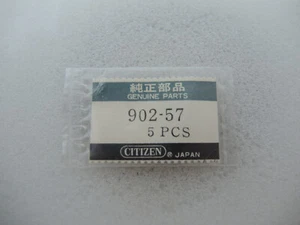 純正部品
GENUINE PARTS
902-57
5 PCS
CITIZEN ® JAPAN